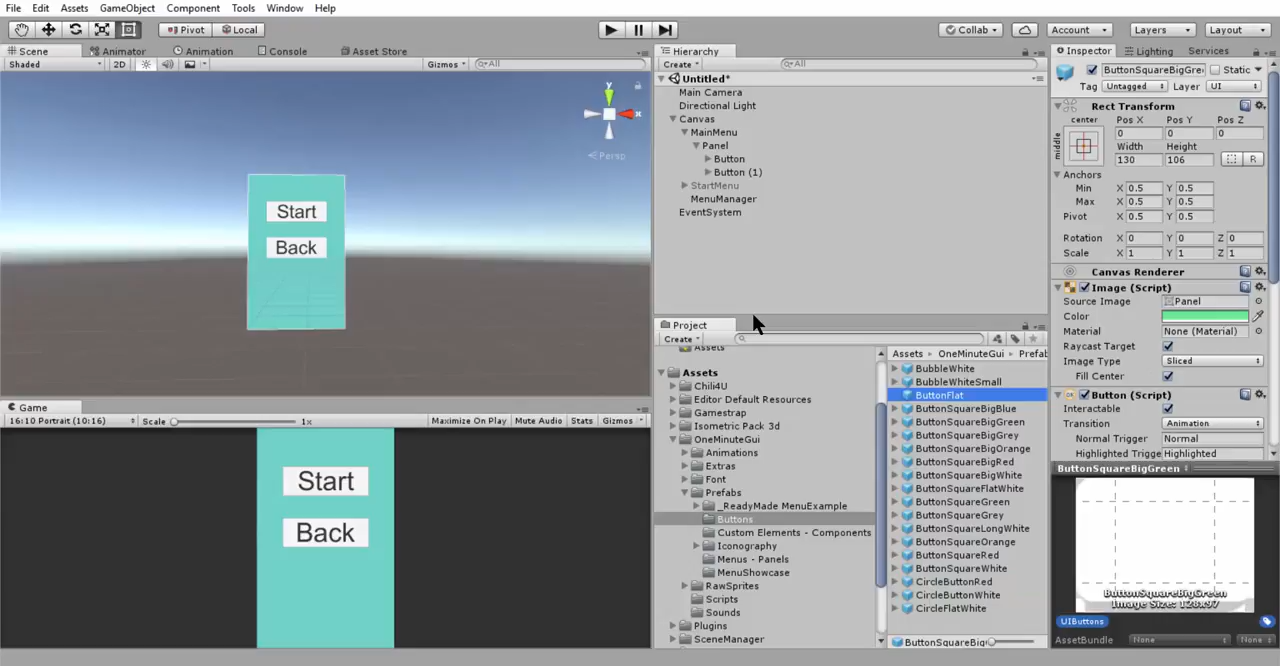 File Edit Assets GameObject Component Tools Window Help
Pivot Local Collab Account Layers Layout
Scene Animator Animation Console Asset Store
Shaded 2D Gizmos All
y
x
Persp
Start
Back
Game
16:10 Portrait (10:16) Scale 1x Maximize On Play Mute Audio Stats Gizmos
Start
Back
Hierarchy
Create All
Untitled*
Main Camera
Directional Light
Canvas
MainMenu
Panel
Button
Button (1)
StartMenu
MenuManager
EventSystem
Project
Create
Assets
Assets
Chili4U
Editor Default Resources
Gamestrap
Isometric Pack 3d
OneMinuteGui
Animations
Extras
Font
Prefabs
_ReadyMade MenuExample
Buttons
Custom Elements - Components
Iconography
Menus - Panels
MenuShowcase
RawSprites
Scripts
Sounds
Plugins
SceneManager
Assets OneMinuteGui Prefab
BubbleWhite
BubbleWhiteSmall
ButtonFlat
ButtonSquareBigBlue
ButtonSquareBigGreen
ButtonSquareBigGrey
ButtonSquareBigOrange
ButtonSquareBigRed
ButtonSquareBigWhite
ButtonSquareFlatWhite
ButtonSquareGreen
ButtonSquareGrey
ButtonSquareLongWhite
ButtonSquareOrange
ButtonSquareRed
ButtonSquareWhite
CircleButtonRed
CircleButtonWhite
CircleFlatWhite
ButtonSquareBigG
Inspector Lighting Services
ButtonSquareBigGre Static
Tag Untagged Layer UI
Rect Transform
center Pos X Pos Y Pos Z
middle 0 0 0
Width Height
130 106 R
Anchors
Min X 0.5 Y 0.5
Max X 0.5 Y 0.5
Pivot X 0.5 Y 0.5
Rotation X 0 Y 0 Z 0
Scale X 1 Y 1 Z 1
Canvas Renderer
Image (Script)
Source Image Panel
Color
Material None (Material)
Raycast Target
Image Type Sliced
Fill Center
Button (Script)
Interactable
Transition Animation
Normal Trigger Normal
Highlighted Trigge Highlighted
ButtonSquareBigGreen
ButtonSquareBigGreen
Image Size: 128x97
UIButtons
AssetBundle None None